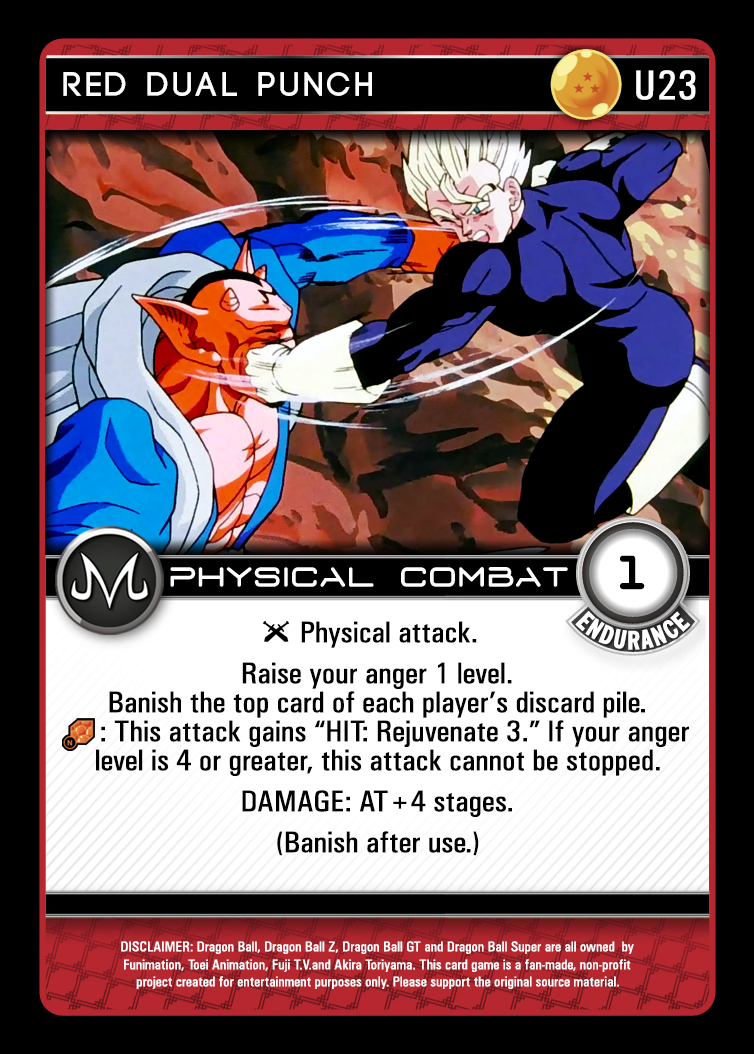 RED DUAL PUNCH U23
PHYSICAL COMBAT 1
ENDURANCE
Physical attack.
Raise your anger 1 level.
Banish the top card of each player’s discard pile.
N : This attack gains “HIT: Rejuvenate 3.” If your anger
level is 4 or greater, this attack cannot be stopped.
DAMAGE: AT + 4 stages.
(Banish after use.)
DISCLAIMER: Dragon Ball, Dragon Ball Z, Dragon Ball GT and Dragon Ball Super are all owned by
Funimation, Toei Animation, Fuji T.V.and Akira Toriyama. This card game is a fan-made, non-profit
project created for entertainment purposes only. Please support the original source material.